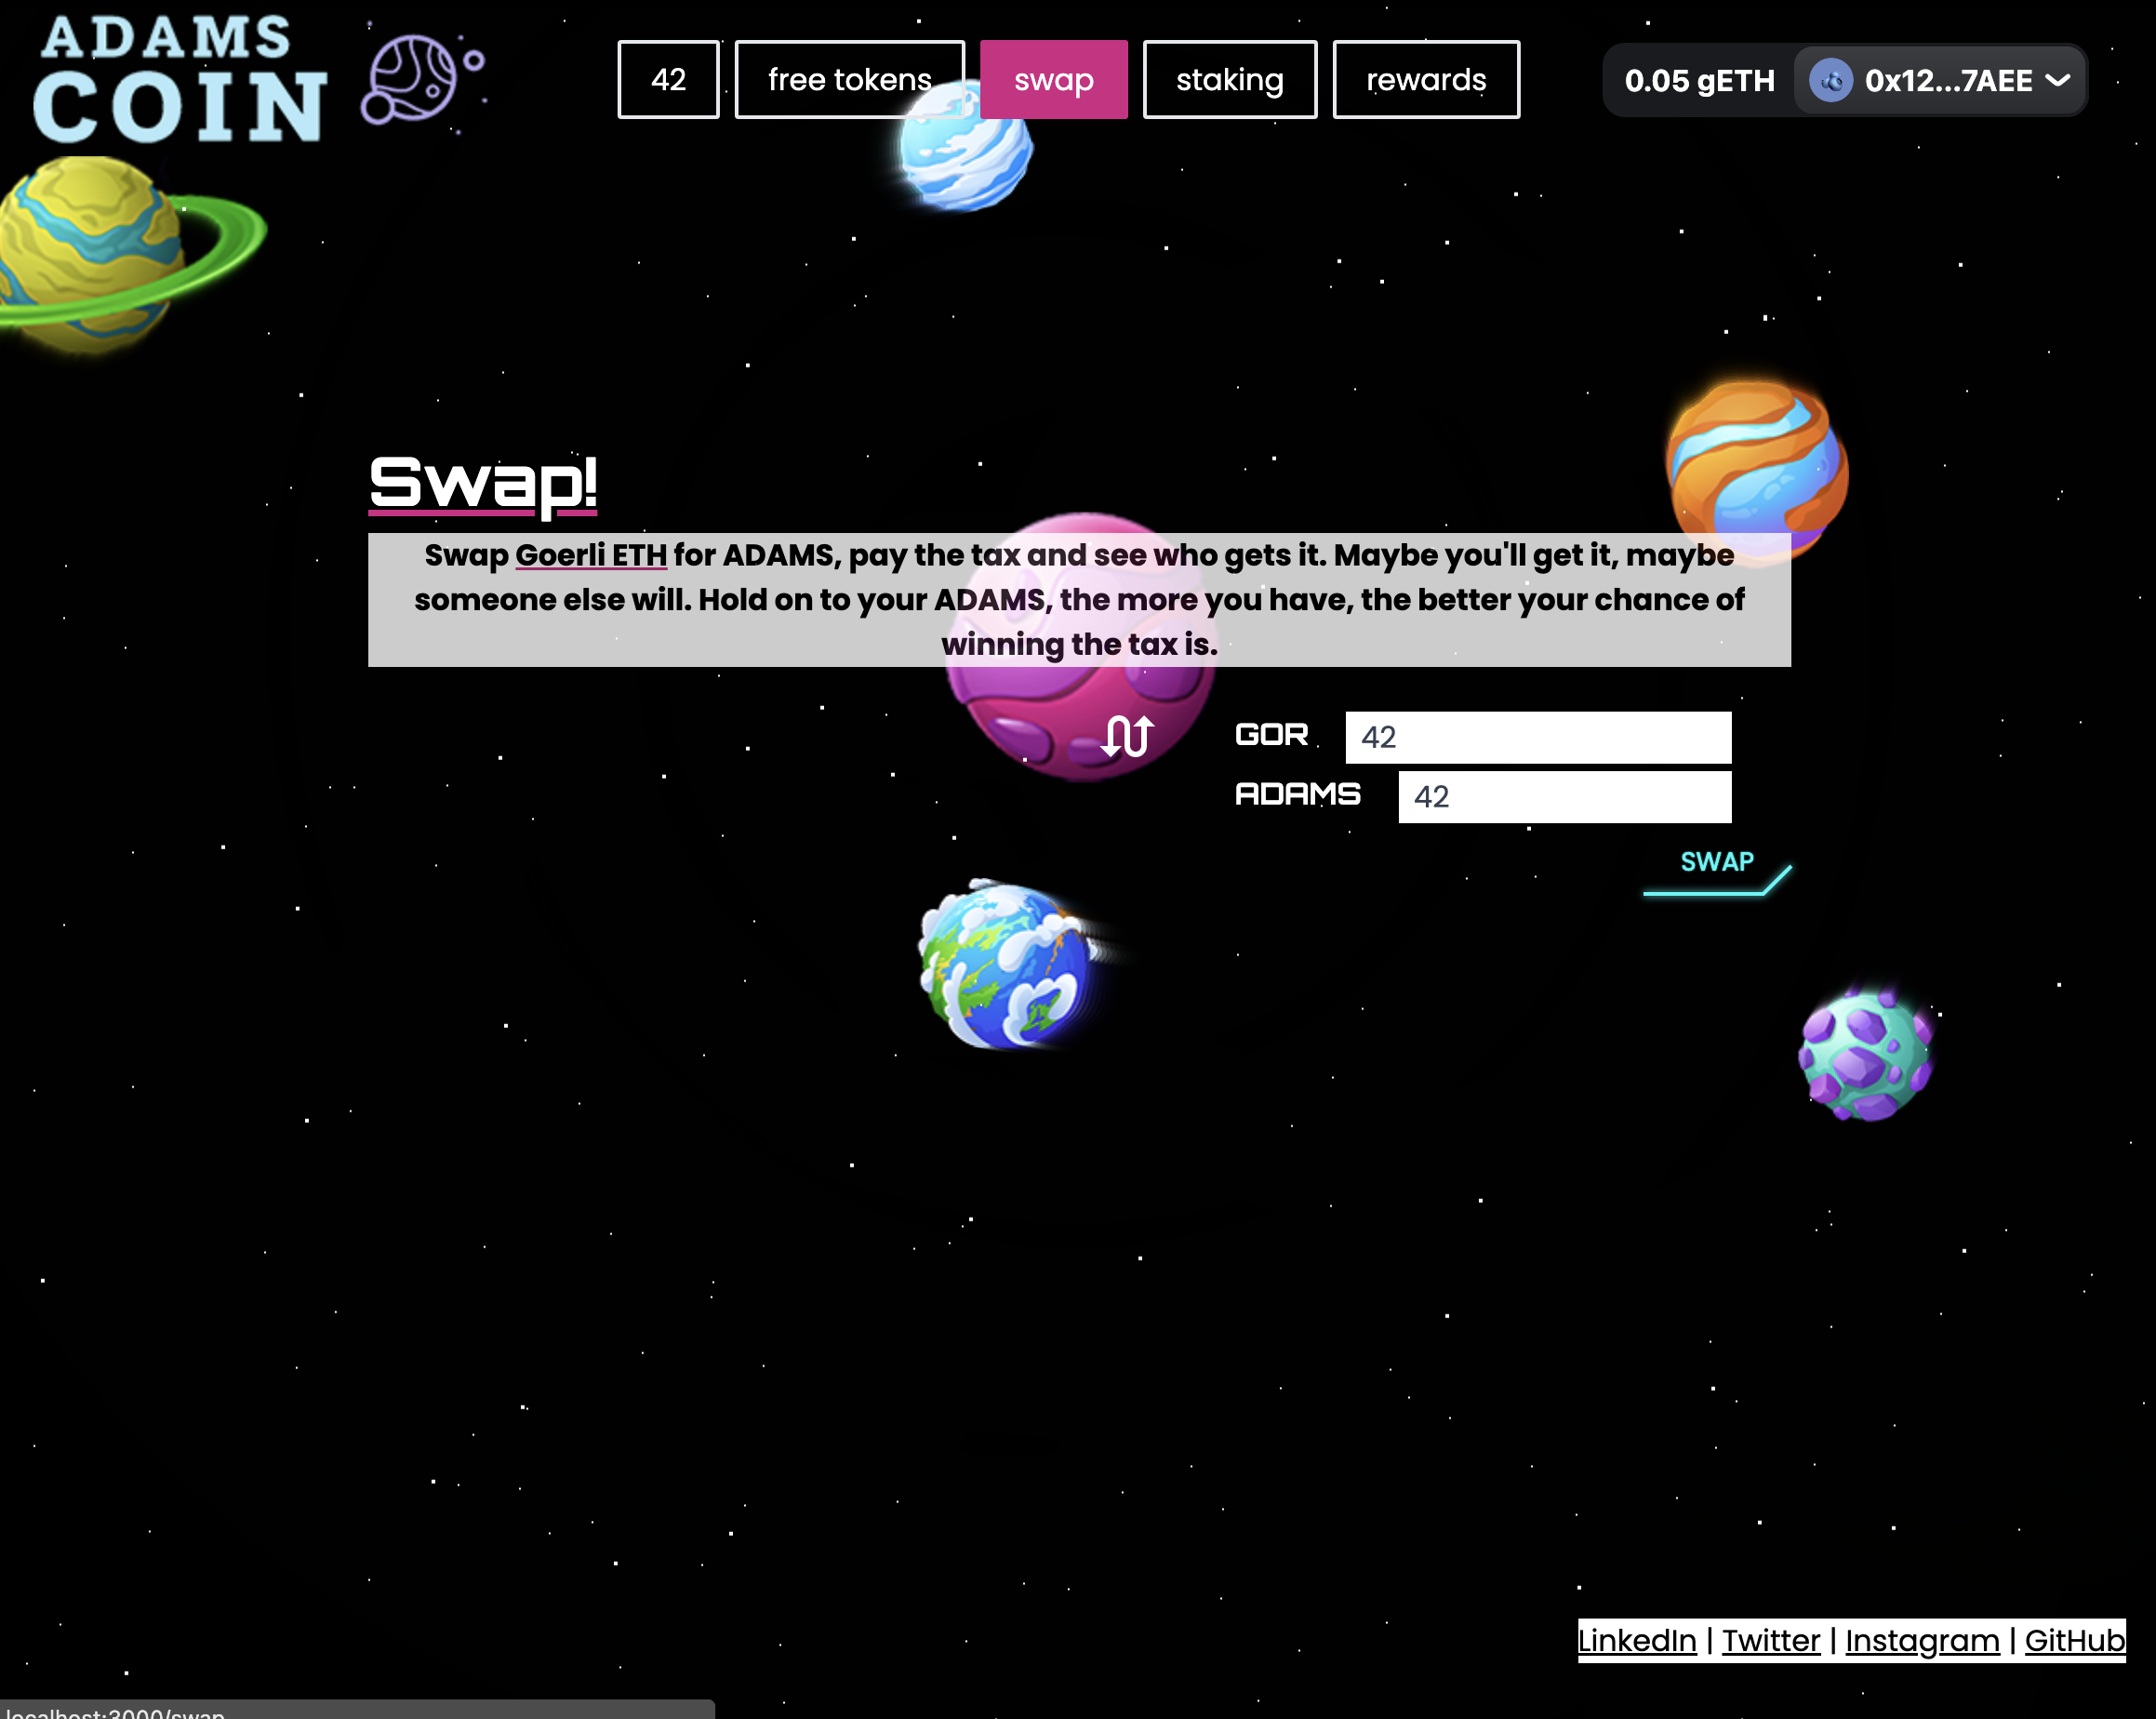 ADAMS
COIN
42
free tokens
swap
staking
rewards
0.05 gETH
0x12...7AEE
Swap!
Swap Goerli ETH for ADAMS, pay the tax and see who gets it. Maybe you'll get it, maybe
someone else will. Hold on to your ADAMS, the more you have, the better your chance of
winning the tax is.
GOR
42
ADAMS
42
SWAP
LinkedIn | Twitter | Instagram | GitHub
localhost:3000/swap